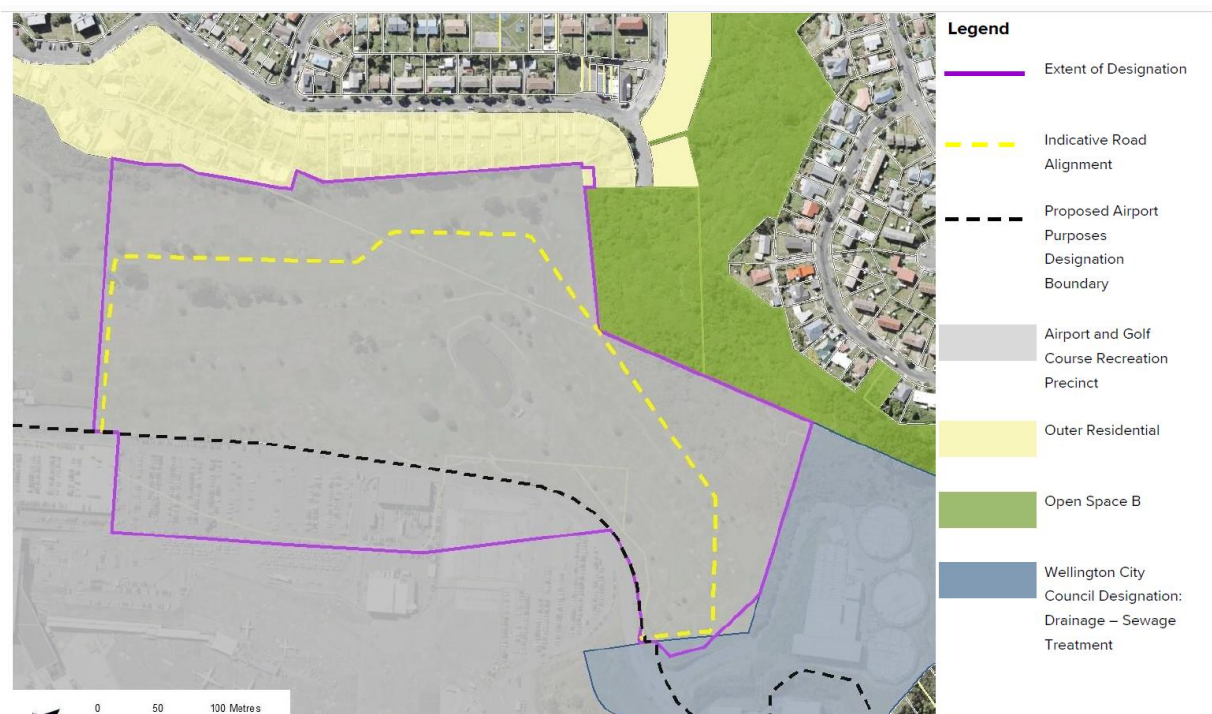 Legend
Extent of Designation
Indicative Road
Alignment
Proposed Airport
Purposes
Designation
Boundary
Airport and Golf
Course Recreation
Precinct
Outer Residential
Open Space B
Wellington City
Council Designation:
Drainage – Sewage
Treatment
0 50 100 Metres